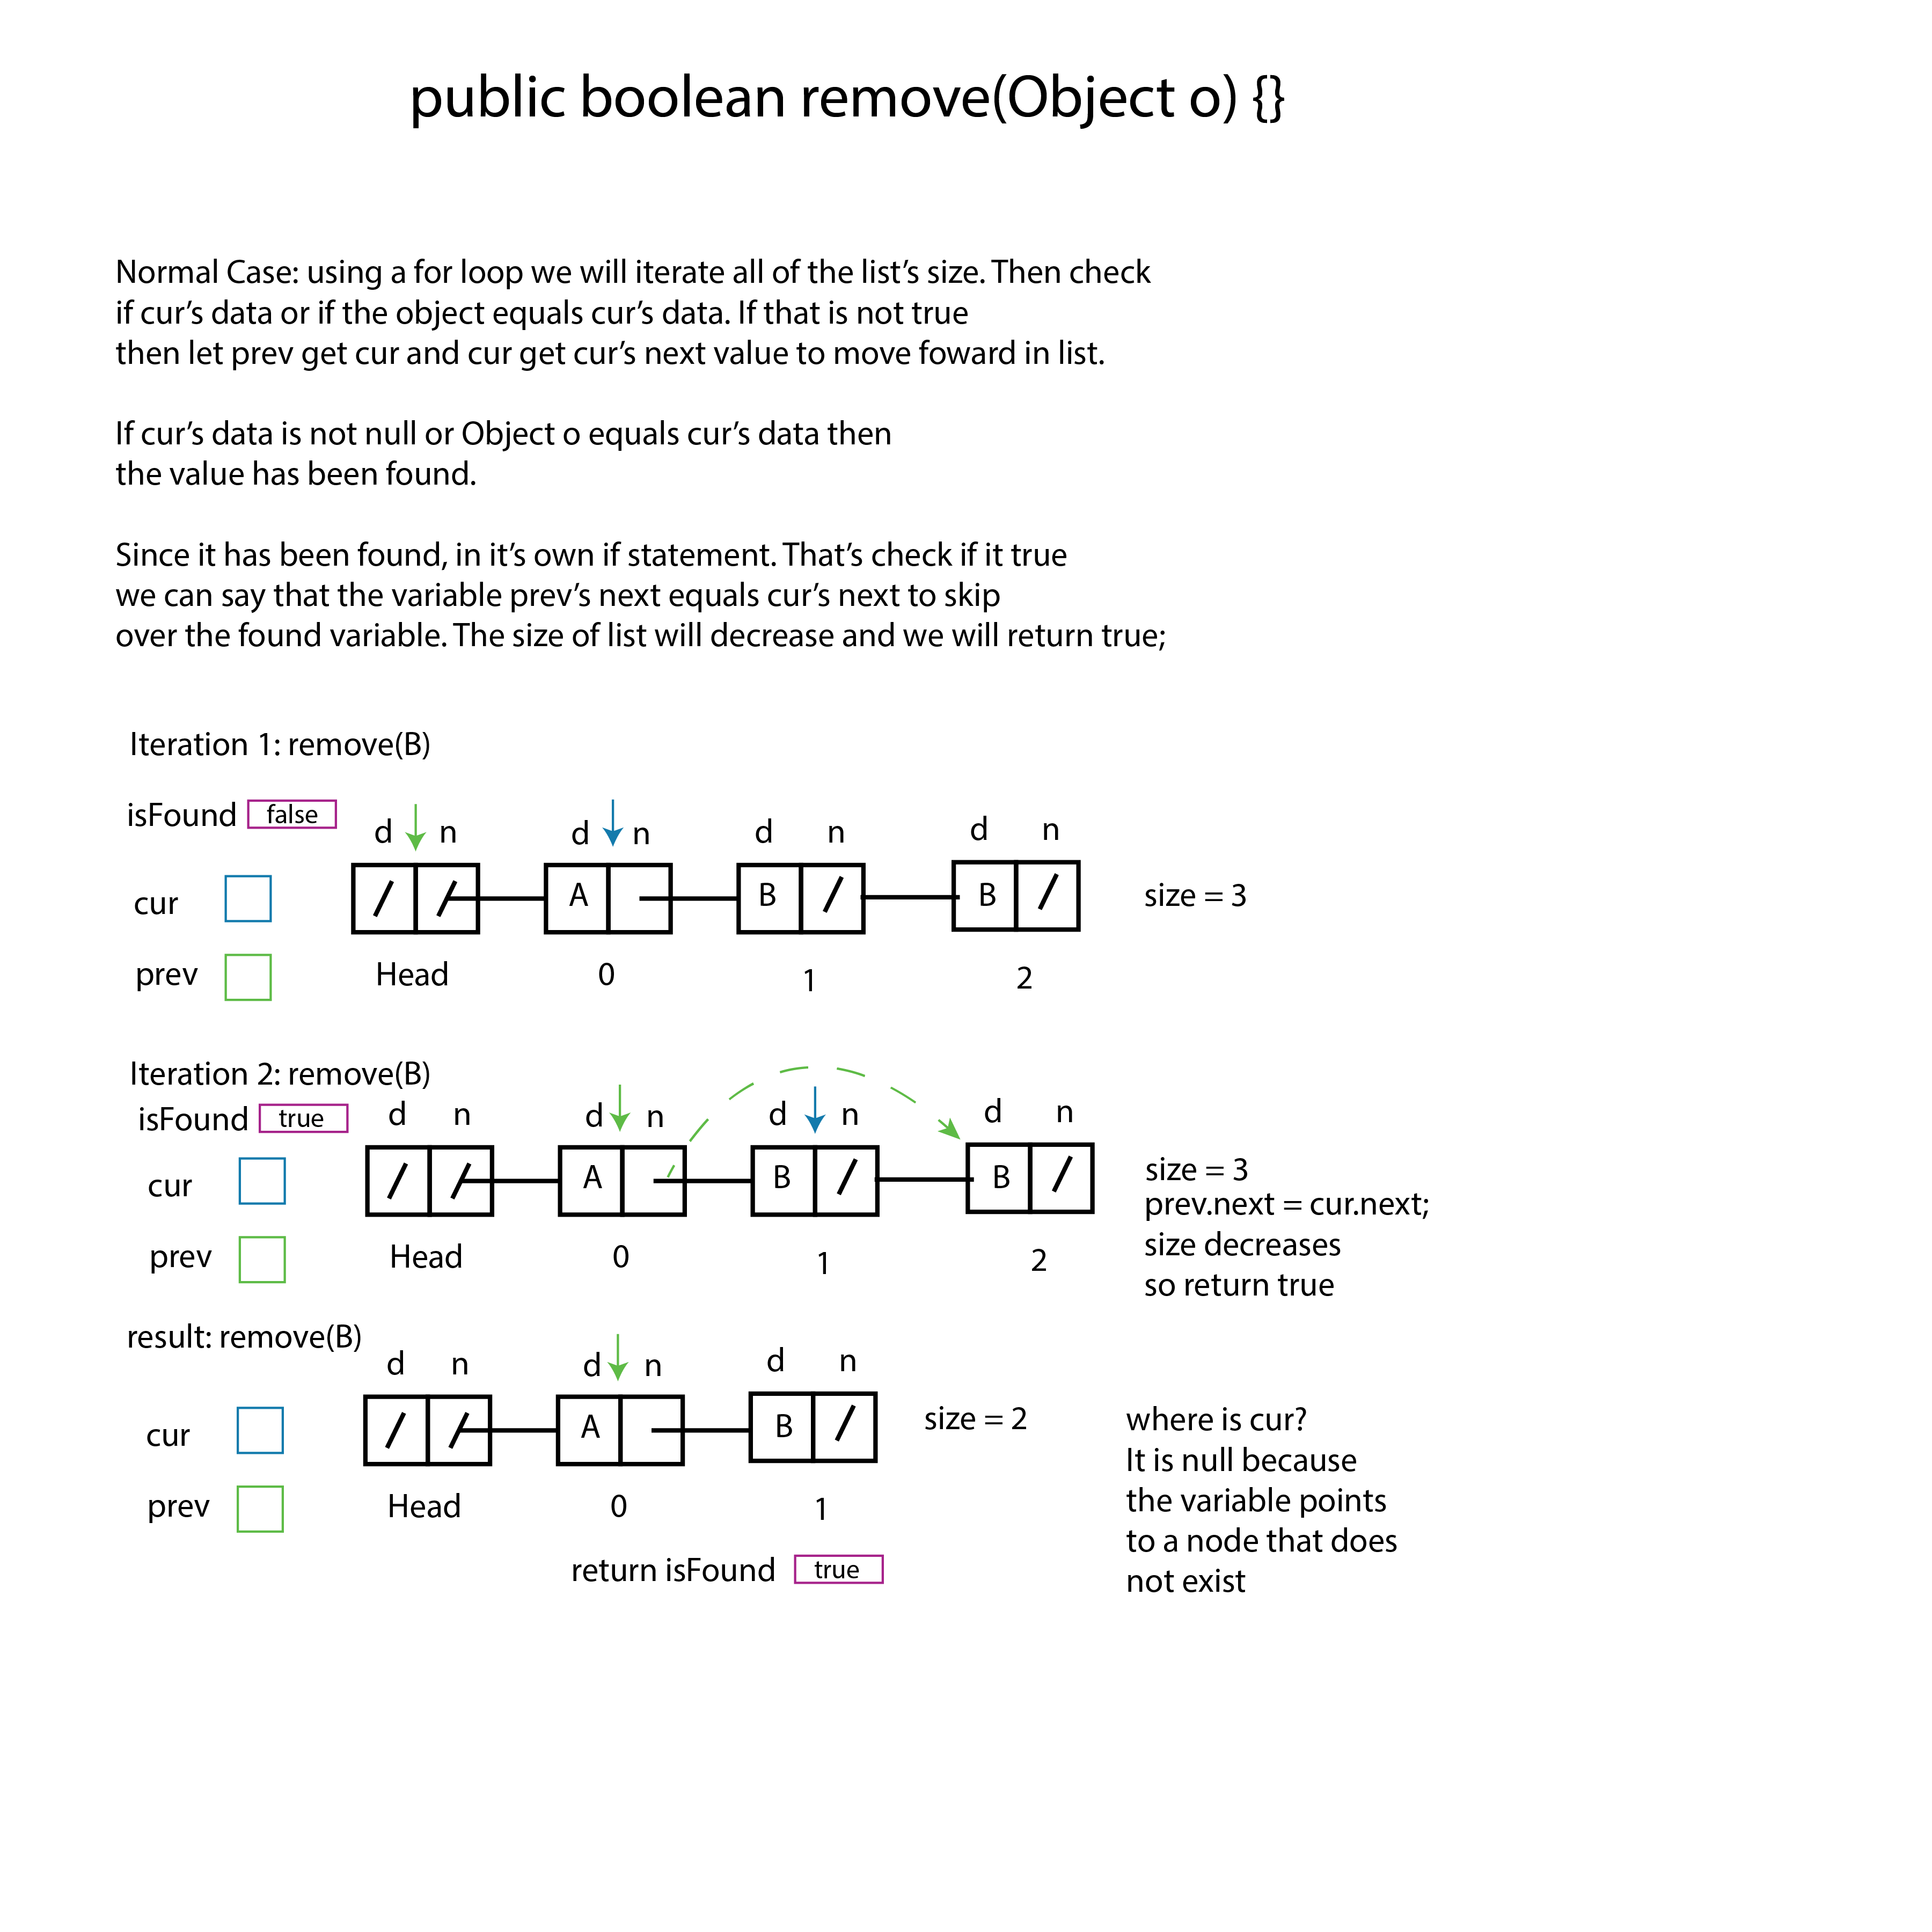 public boolean remove(Object o) {}
Normal Case: using a for loop we will iterate all of the list's size. Then check
if cur's data or if the object equals cur's data. If that is not true
then let prev get cur and cur get cur's next value to move foward in list.
If cur's data is not null or Object o equals cur's data then
the value has been found.
Since it has been found, in it's own if statement. That's check if it true
we can say that the variable prev's next equals cur's next to skip
over the found variable. The size of list will decrease and we will return true;
Iteration 1: remove(B)
isFound false
d n d n d n d n
cur
A B B
size = 3
prev
Head 0 1 2
Iteration 2: remove(B)
isFound true
d n d n d n d n
cur
A B B
size = 3
prev.next = cur.next;
size decreases
so return true
prev
Head 0 1 2
result: remove(B)
d n d n d n
cur
A B
size = 2
prev
Head 0 1
return isFound true
where is cur?
It is null because
the variable points
to a node that does
not exist